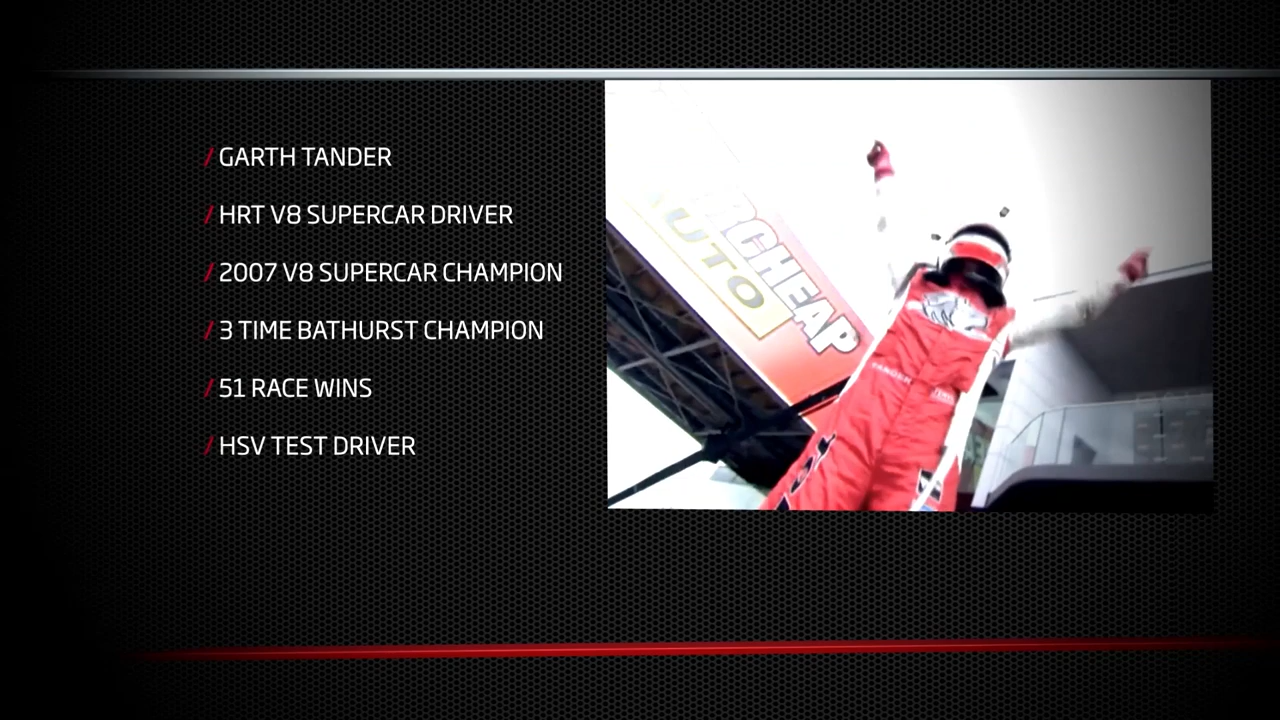 / GARTH TANDER
/ HRT V8 SUPERCAR DRIVER
/ 2007 V8 SUPERCAR CHAMPION
/ 3 TIME BATHURST CHAMPION
/ 51 RACE WINS
/ HSV TEST DRIVER
RCHEAP
AUTO
TANDER